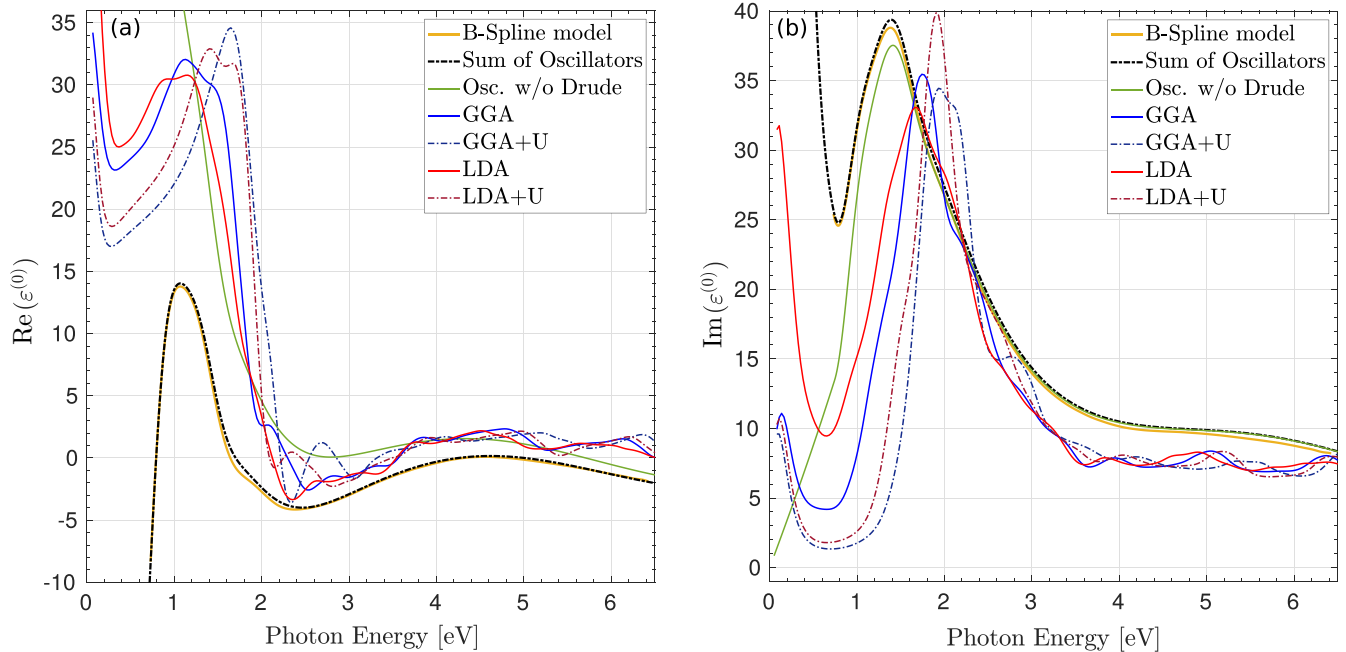 (a)
B-Spline model
Sum of Oscillators
Osc. w/o Drude
GGA
GGA+U
LDA
LDA+U
35
30
25
20
15
10
5
0
-5
-10
Re (ε⁽⁰⁾)
0 1 2 3 4 5 6
Photon Energy [eV]
(b)
B-Spline model
Sum of Oscillators
Osc. w/o Drude
GGA
GGA+U
LDA
LDA+U
40
35
30
25
20
15
10
5
0
Im (ε⁽⁰⁾)
0 1 2 3 4 5 6
Photon Energy [eV]